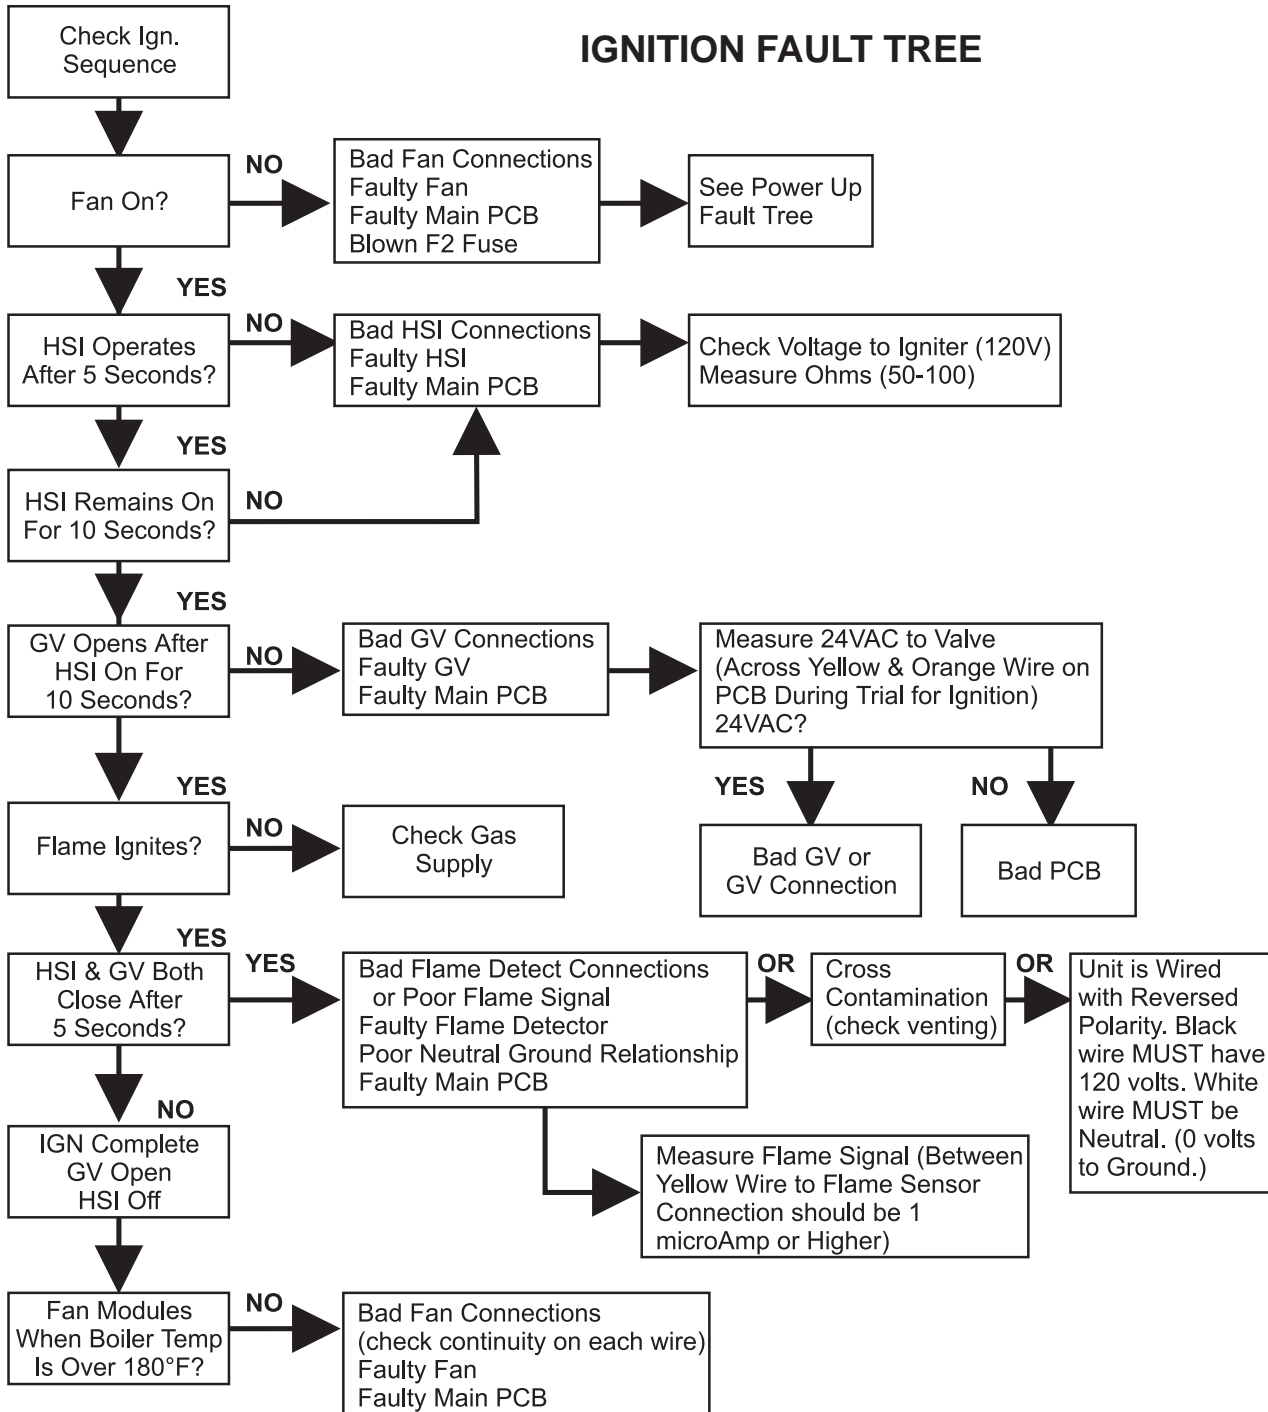 IGNITION FAULT TREE
Check Ign.
Sequence
Fan On?
NO
Bad Fan Connections
Faulty Fan
Faulty Main PCB
Blown F2 Fuse
See Power Up
Fault Tree
YES
HSI Operates
After 5 Seconds?
NO
Bad HSI Connections
Faulty HSI
Faulty Main PCB
Check Voltage to Igniter (120V)
Measure Ohms (50-100)
YES
HSI Remains On
For 10 Seconds?
NO
YES
GV Opens After
HSI On For
10 Seconds?
NO
Bad GV Connections
Faulty GV
Faulty Main PCB
Measure 24VAC to Valve
(Across Yellow & Orange Wire on
PCB During Trial for Ignition)
24VAC?
YES
Bad GV or
GV Connection
NO
Bad PCB
YES
Flame Ignites?
NO
Check Gas
Supply
YES
HSI & GV Both
Close After
5 Seconds?
YES
Bad Flame Detect Connections
or Poor Flame Signal
Faulty Flame Detector
Poor Neutral Ground Relationship
Faulty Main PCB
OR
Cross
Contamination
(check venting)
OR
Unit is Wired
with Reversed
Polarity. Black
wire MUST have
120 volts. White
wire MUST be
Neutral. (0 volts
to Ground.)
Measure Flame Signal (Between
Yellow Wire to Flame Sensor
Connection should be 1
microAmp or Higher)
NO
IGN Complete
GV Open
HSI Off
Fan Modules
When Boiler Temp
Is Over 180°F?
NO
Bad Fan Connections
(check continuity on each wire)
Faulty Fan
Faulty Main PCB